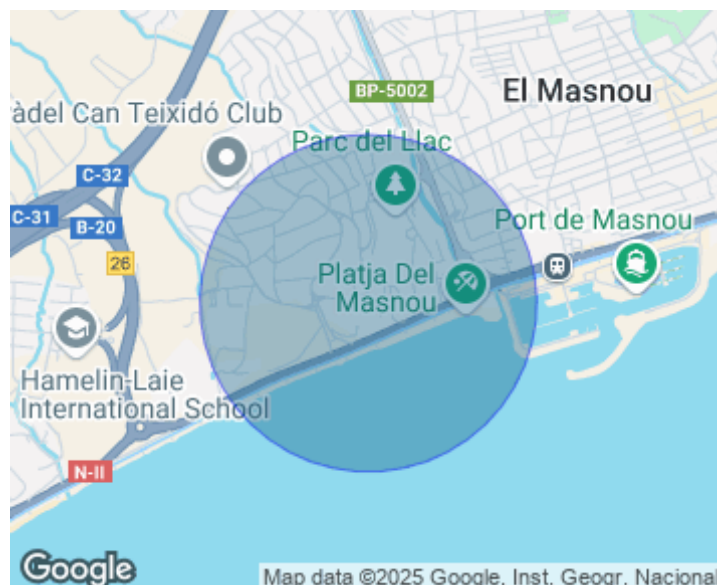 BP-5002
El Masnou
àdel Can Teixidó Club
Parc del Llac
C-32
C-31
B-20
26
Port de Masnou
Platja Del
Masnou
Hamelin-Laie
International School
N-II
Google
Map data ©2025 Google, Inst. Geogr. Nacional